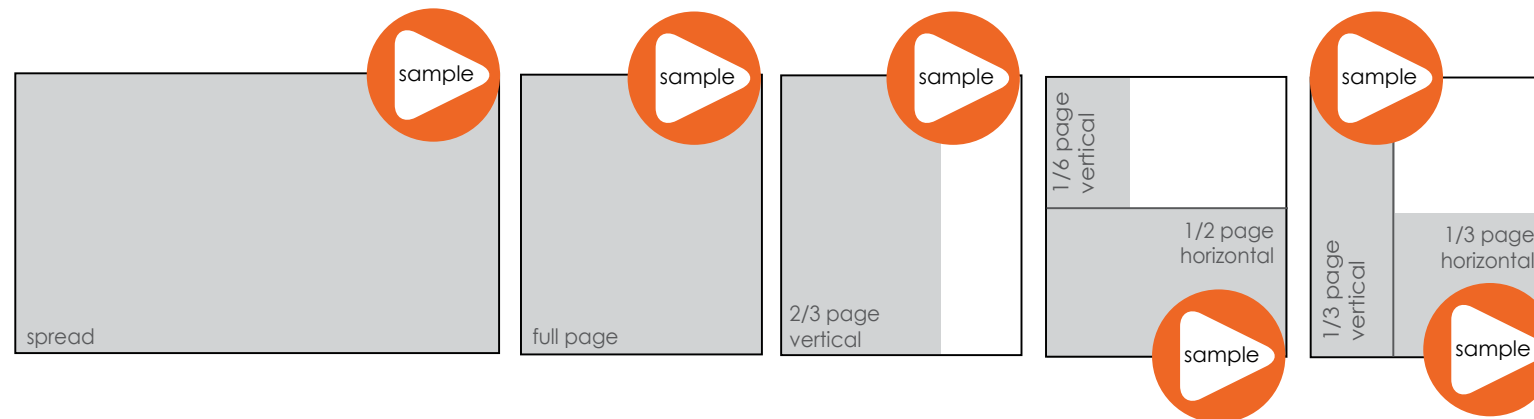 sample
spread
sample
full page
sample
2/3 page
vertical
1/6 page
vertical
1/2 page
horizontal
sample
sample
1/3 page
vertical
1/3 page
horizontal
sample